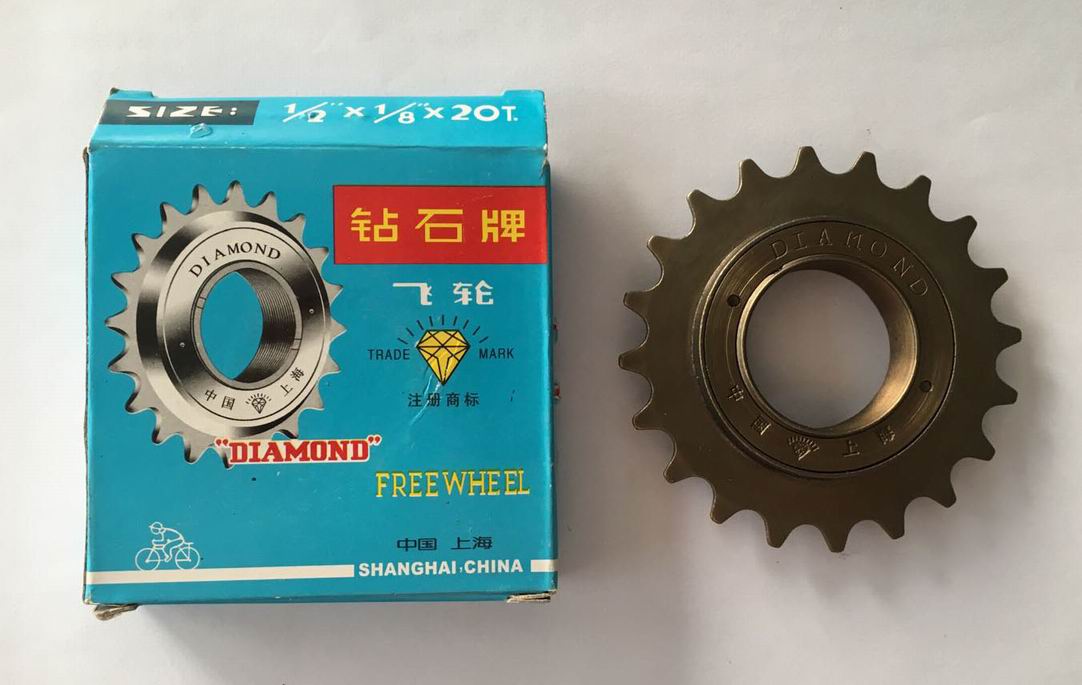 SIZE: 1/2" x 1/8" x 20T.
钻石牌
飞轮
TRADE MARK
注册商标
DIAMOND
中国 上海
"DIAMOND"
FREEWHEEL
中国 上海
SHANGHAI, CHINA
DIAMOND
中国 上海